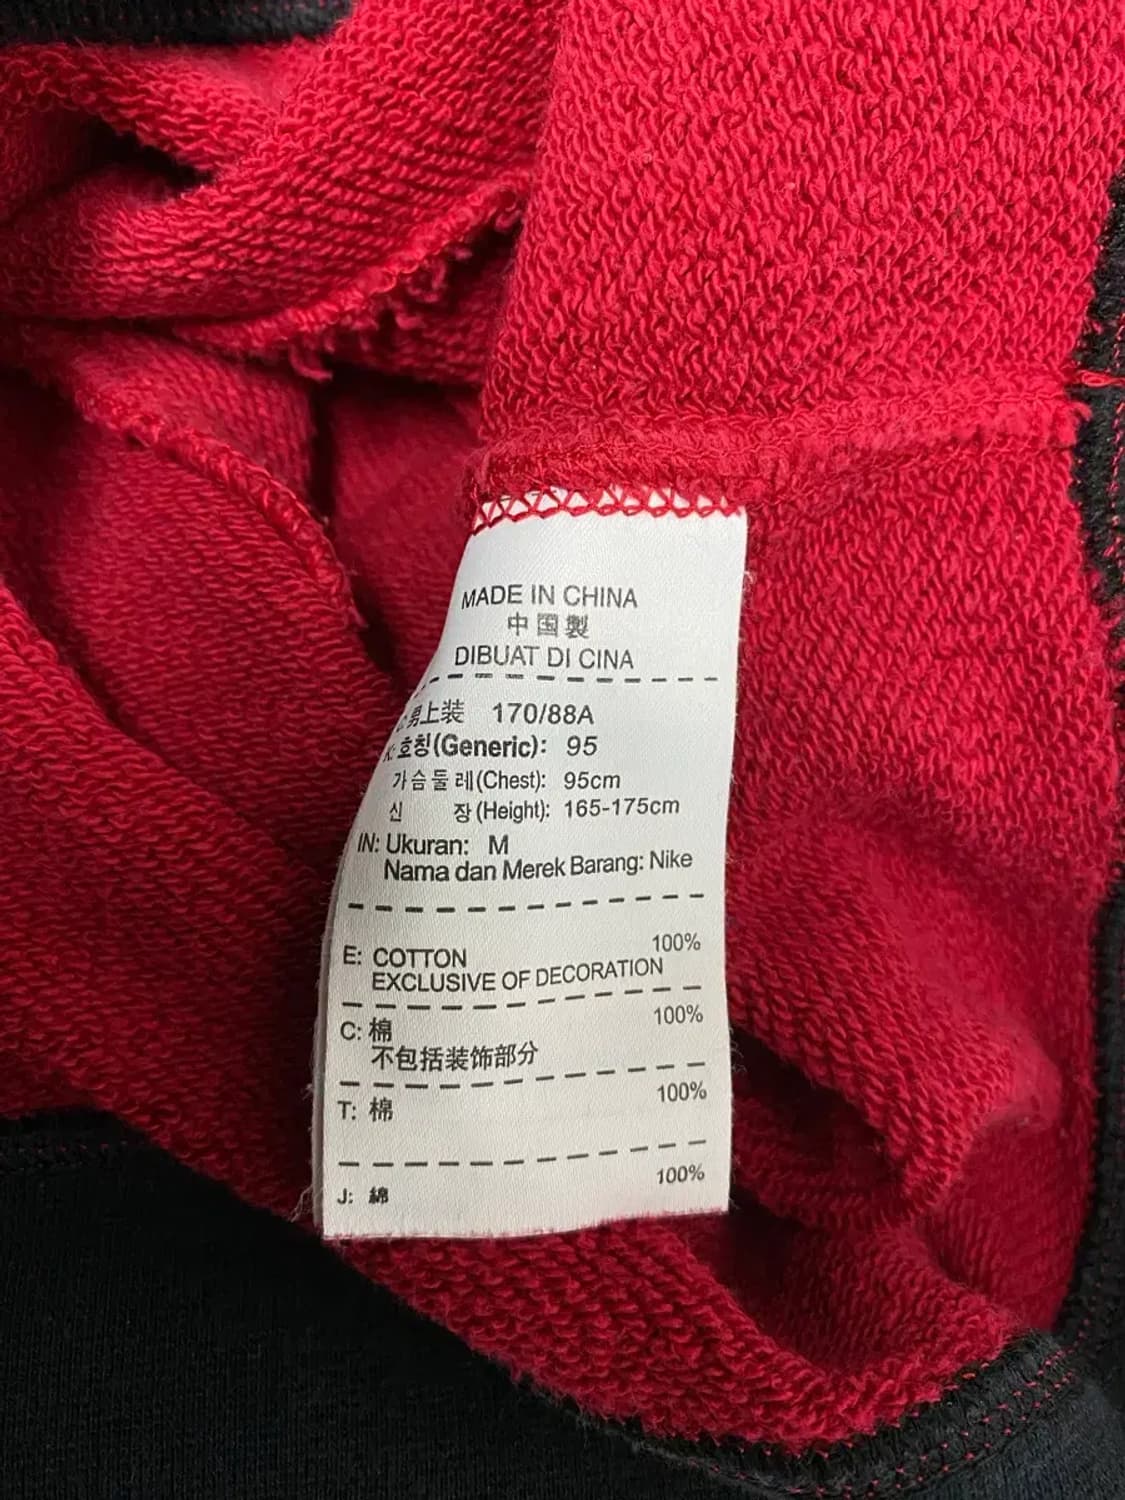 MADE IN CHINA
中国製
DIBUAT DI CINA
C: 男上装 170/88A
K: 호칭(Generic): 95
가슴둘레(Chest): 95cm
신 장(Height): 165-175cm
IN: Ukuran: M
Nama dan Merek Barang: Nike
E: COTTON 100%
EXCLUSIVE OF DECORATION
C: 棉 100%
不包括装饰部分
T: 棉 100%
J: 綿 100%